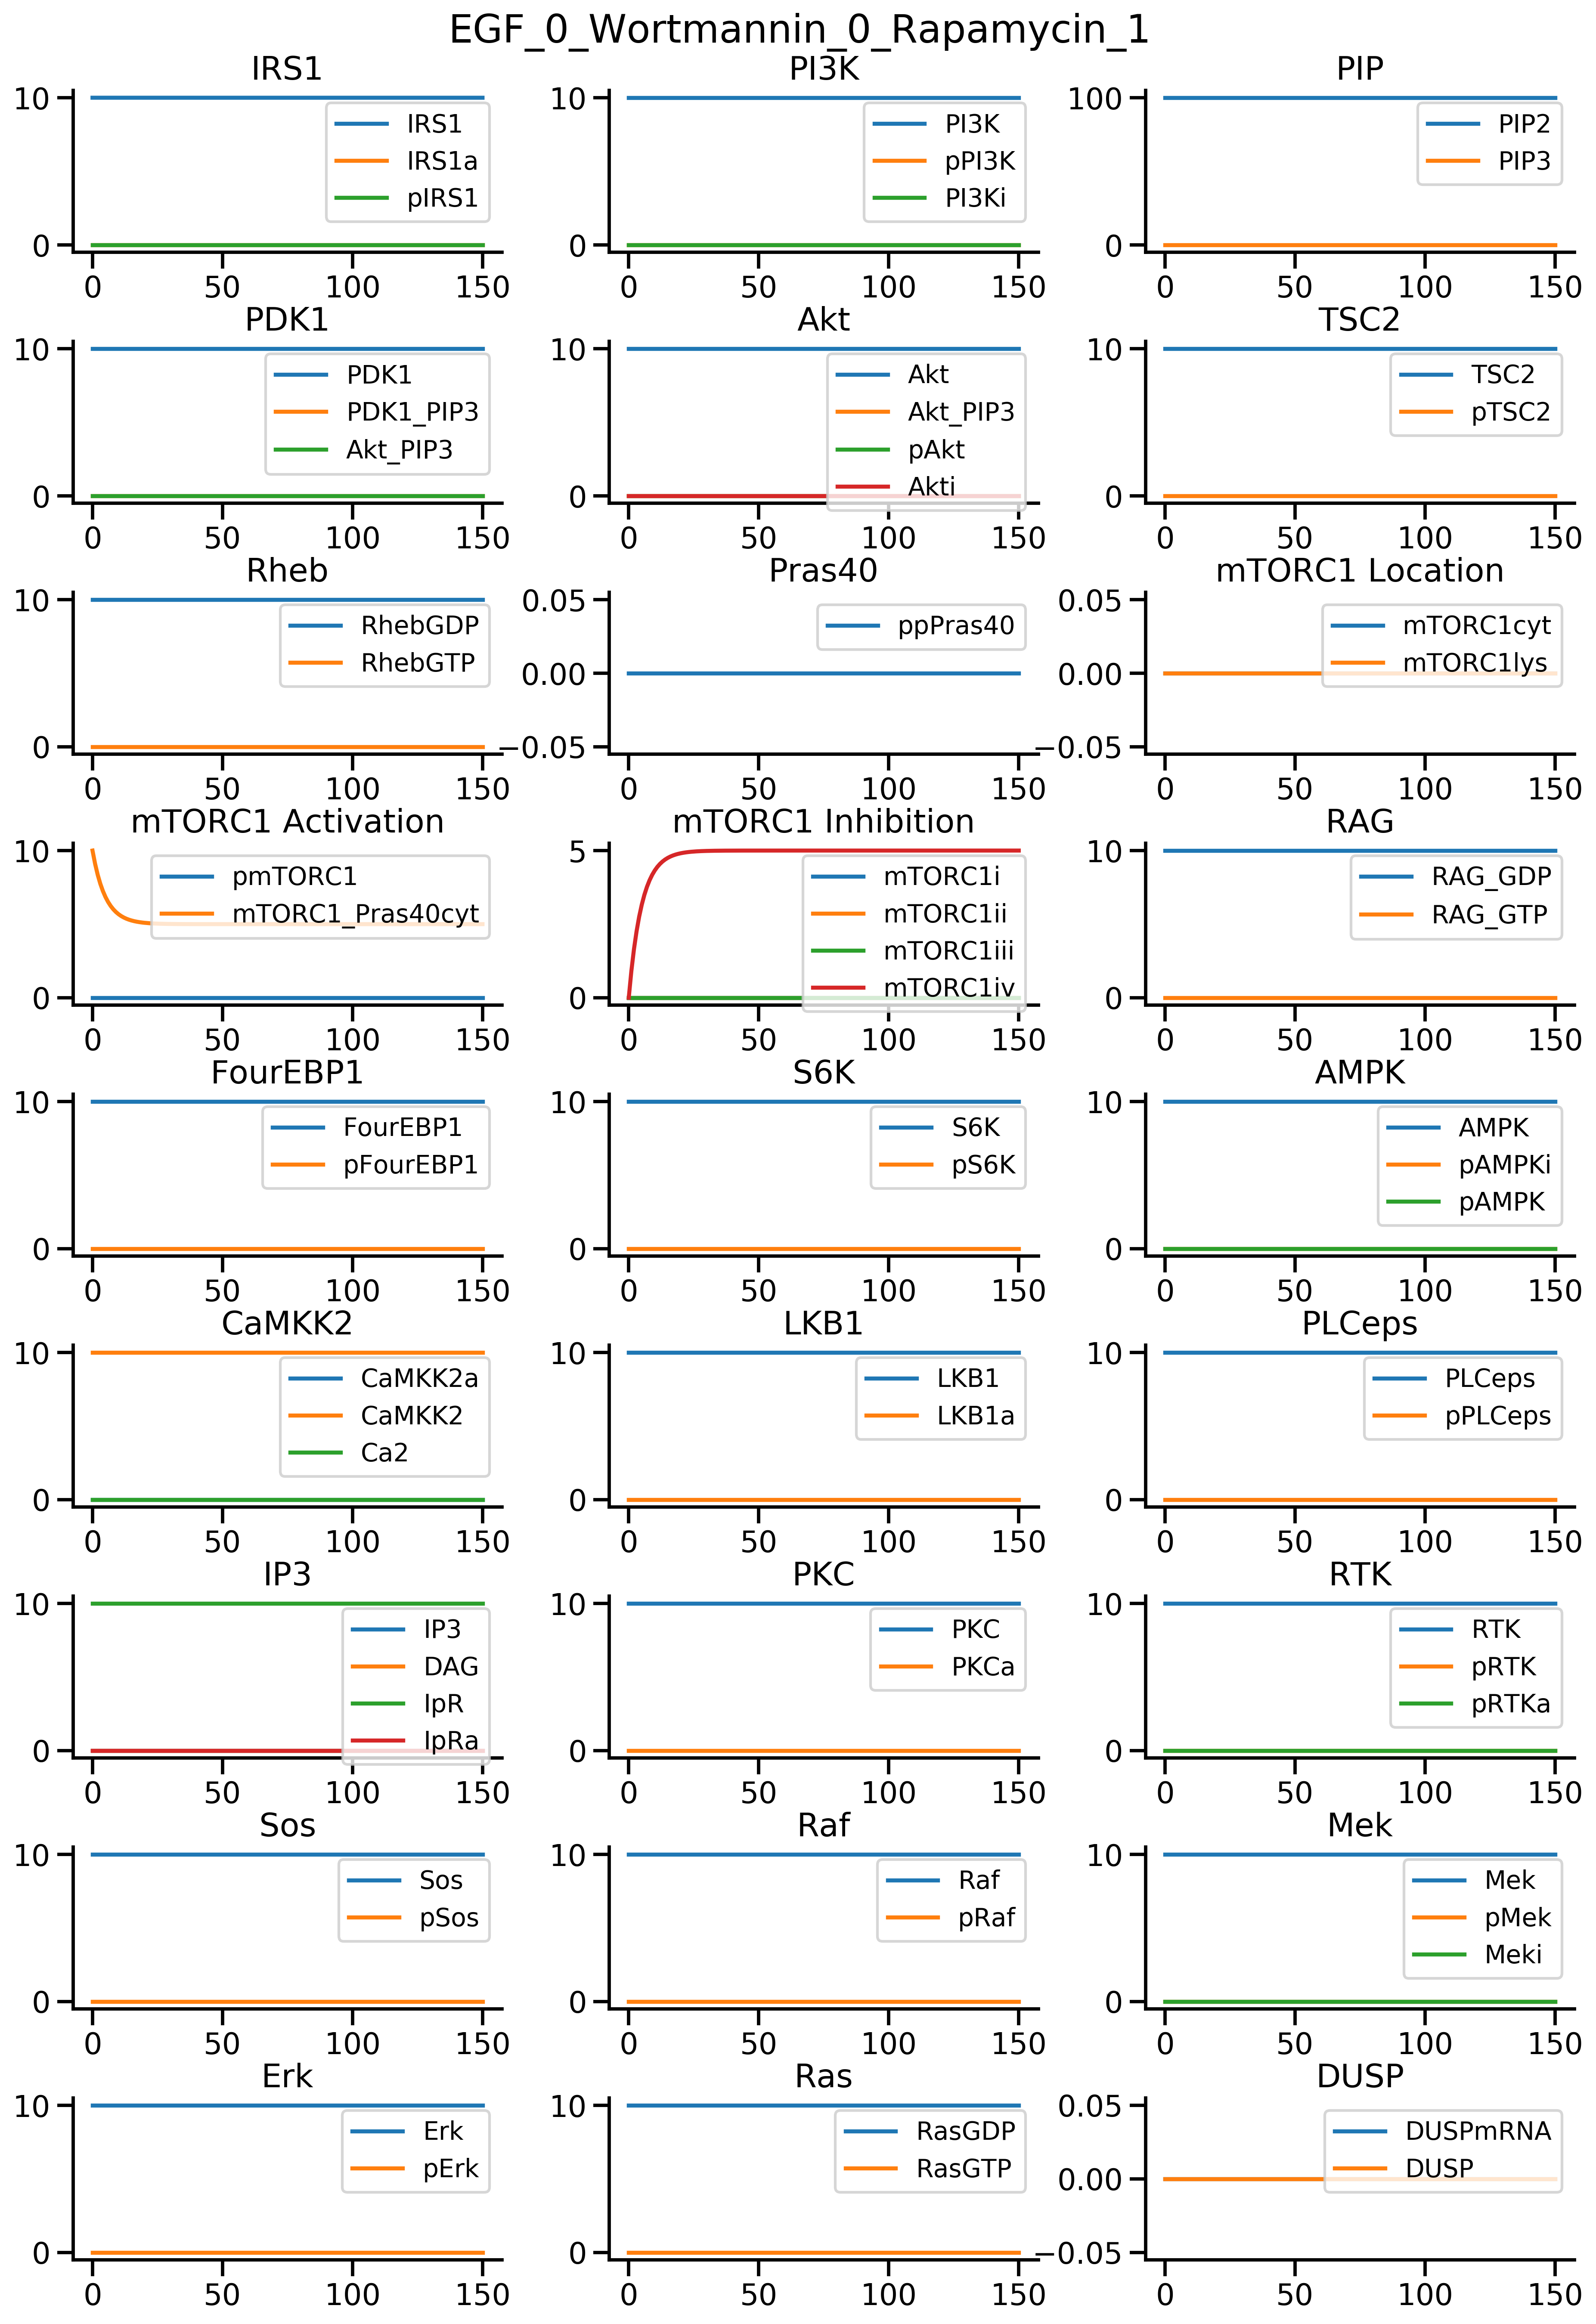 EGF_0_Wortmannin_0_Rapamycin_1
IRS1
10
0
0 50 100 150
IRS1
IRS1a
pIRS1
PI3K
10
0
0 50 100 150
PI3K
pPI3K
PI3Ki
PIP
100
0
0 50 100 150
PIP2
PIP3
PDK1
10
0
0 50 100 150
PDK1
PDK1_PIP3
Akt_PIP3
Akt
10
0
0 50 100 150
Akt
Akt_PIP3
pAkt
Akti
TSC2
10
0
0 50 100 150
TSC2
pTSC2
Rheb
10
0
0 50 100 150
RhebGDP
RhebGTP
Pras40
0.05
0.00
−0.05
0 50 100 150
ppPras40
mTORC1 Location
0.05
0.00
−0.05
0 50 100 150
mTORC1cyt
mTORC1lys
mTORC1 Activation
10
0
0 50 100 150
pmTORC1
mTORC1_Pras40cyt
mTORC1 Inhibition
5
0
0 50 100 150
mTORC1i
mTORC1ii
mTORC1iii
mTORC1iv
RAG
10
0
0 50 100 150
RAG_GDP
RAG_GTP
FourEBP1
10
0
0 50 100 150
FourEBP1
pFourEBP1
S6K
10
0
0 50 100 150
S6K
pS6K
AMPK
10
0
0 50 100 150
AMPK
pAMPKi
pAMPK
CaMKK2
10
0
0 50 100 150
CaMKK2a
CaMKK2
Ca2
LKB1
10
0
0 50 100 150
LKB1
LKB1a
PLCeps
10
0
0 50 100 150
PLCeps
pPLCeps
IP3
10
0
0 50 100 150
IP3
DAG
IpR
IpRa
PKC
10
0
0 50 100 150
PKC
PKCa
RTK
10
0
0 50 100 150
RTK
pRTK
pRTKa
Sos
10
0
0 50 100 150
Sos
pSos
Raf
10
0
0 50 100 150
Raf
pRaf
Mek
10
0
0 50 100 150
Mek
pMek
Meki
Erk
10
0
0 50 100 150
Erk
pErk
Ras
10
0
0 50 100 150
RasGDP
RasGTP
DUSP
0.05
0.00
−0.05
0 50 100 150
DUSPmRNA
DUSP